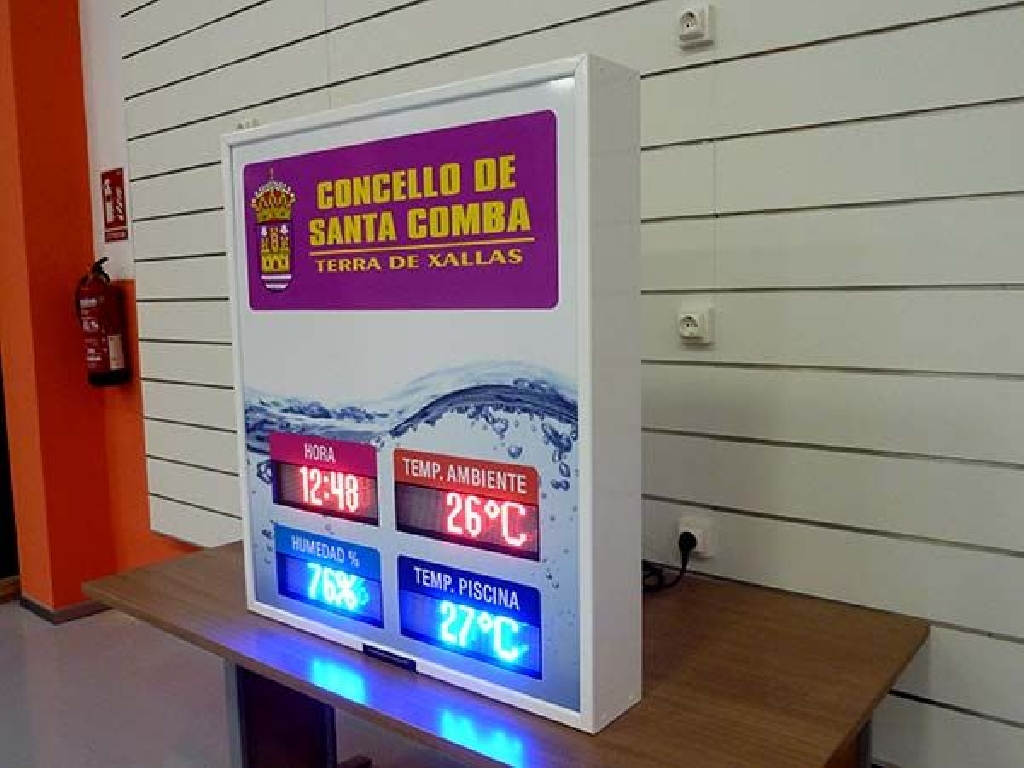 CONCELLO DE
SANTA COMBA
TERRA DE XALLAS
HORA
12:48
TEMP. AMBIENTE
26°C
HUMEDAD %
76%
TEMP. PISCINA
27°C